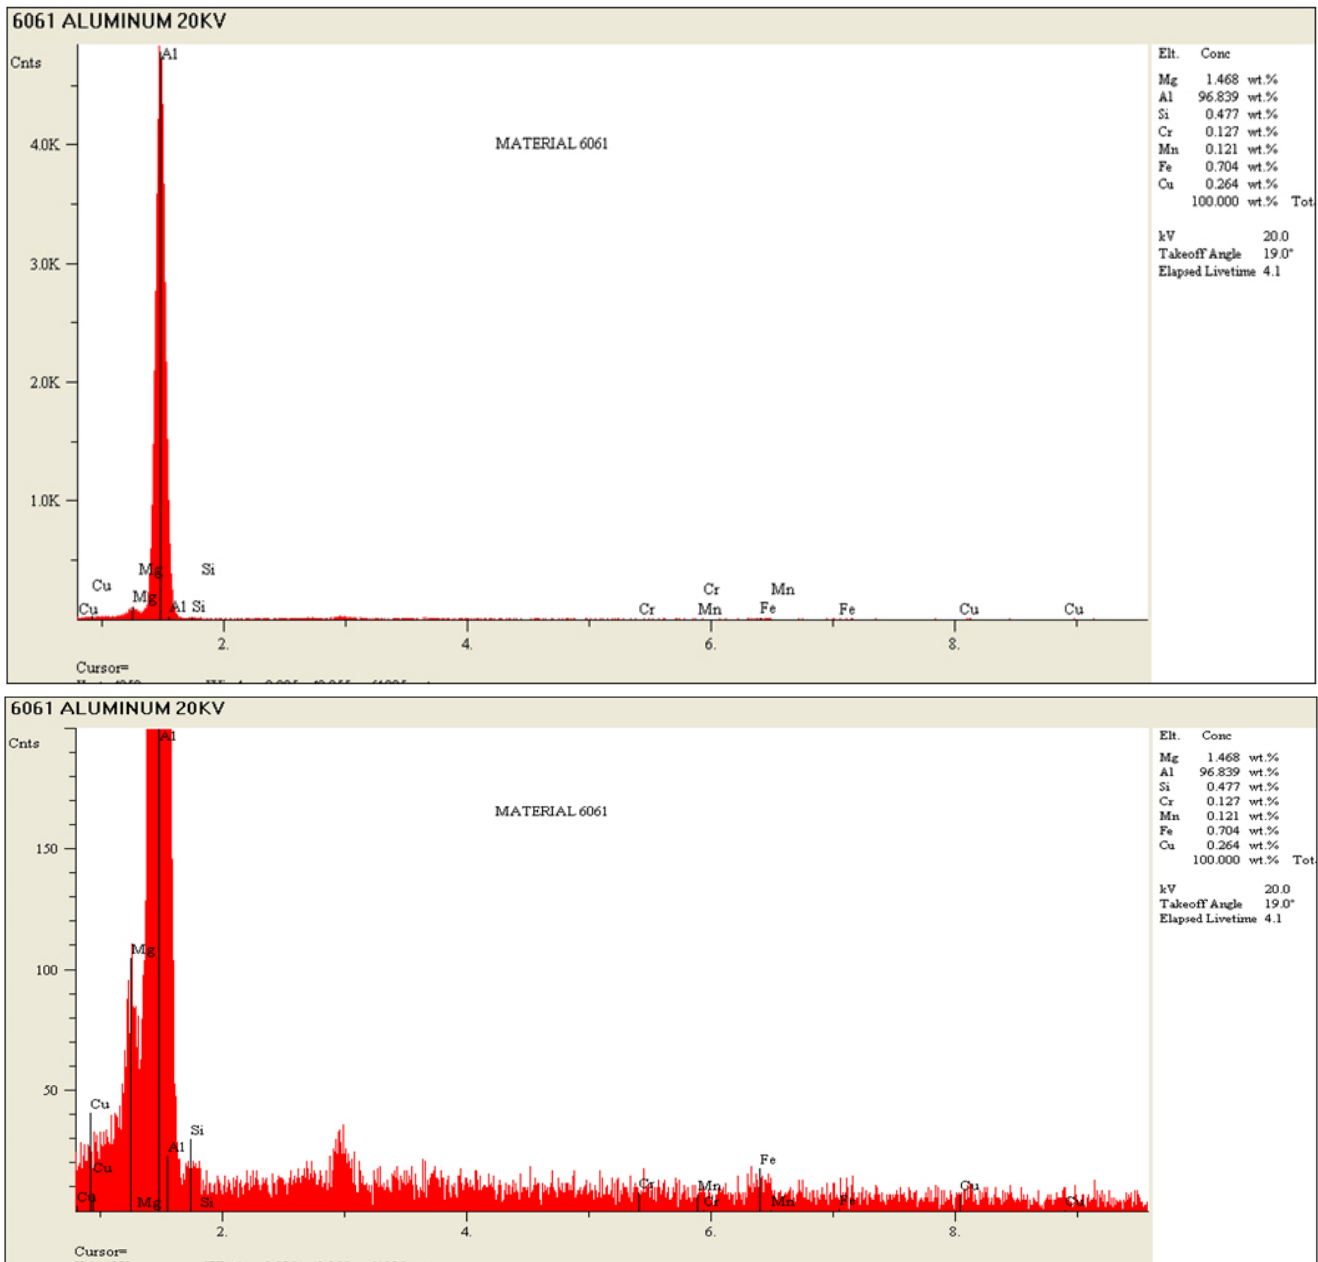 6061 ALUMINUM 20KV
Cnts
Al
4.0K
MATERIAL 6061
3.0K
2.0K
1.0K
Cu
Mg
Si
Cr
Mn
Cu
Mg
Al
Si
Cr
Mn
Fe
Fe
Cu
Cu
2.
4.
6.
8.
Cursor=
Elt. Conc
Mg 1.468 wt.%
Al 96.839 wt.%
Si 0.477 wt.%
Cr 0.127 wt.%
Mn 0.121 wt.%
Fe 0.704 wt.%
Cu 0.264 wt.%
100.000 wt.% Tot
kV 20.0
Takeoff Angle 19.0°
Elapsed Livetime 4.1
6061 ALUMINUM 20KV
Cnts
Al
MATERIAL 6061
150
100
Mg
50
Cu
Si
Al
Cu
Fe
Cr
Mn
Cu
Cu
Mg
Si
Cr
Mn
Fe
Cu
2.
4.
6.
8.
Cursor=
Elt. Conc
Mg 1.468 wt.%
Al 96.839 wt.%
Si 0.477 wt.%
Cr 0.127 wt.%
Mn 0.121 wt.%
Fe 0.704 wt.%
Cu 0.264 wt.%
100.000 wt.% Tot
kV 20.0
Takeoff Angle 19.0°
Elapsed Livetime 4.1